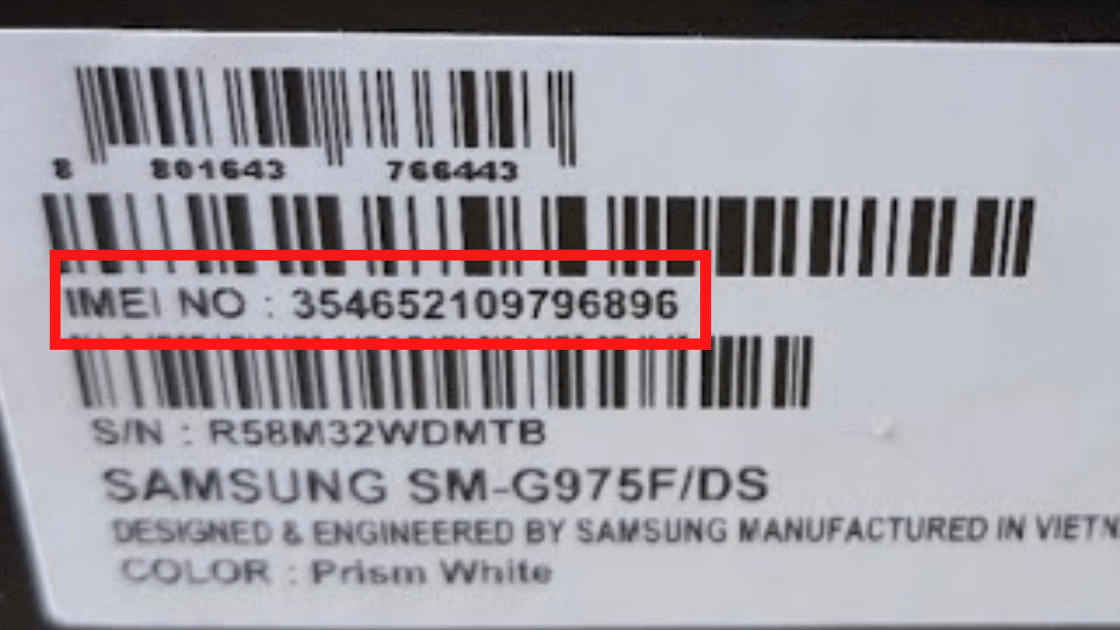 8 801643 766443
IMEI NO : 354652109796896
S/N : R58M32WDMTB
SAMSUNG SM-G975F/DS
DESIGNED & ENGINEERED BY SAMSUNG MANUFACTURED IN VIETN
COLOR : Prism White